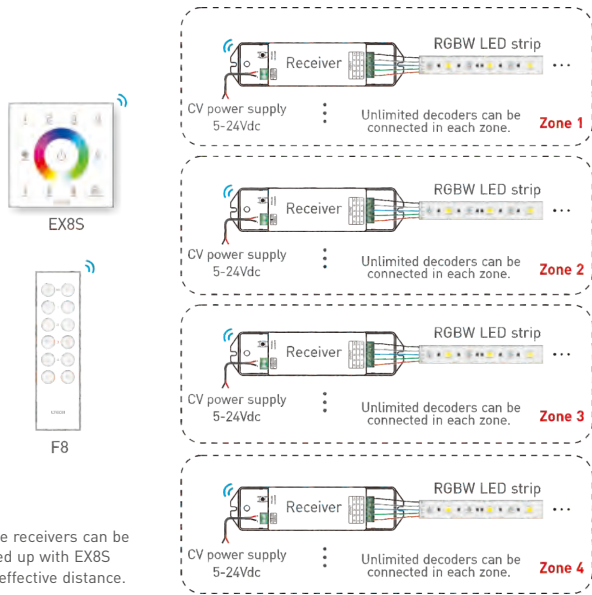 RGBW LED strip
Receiver
CV power supply
5-24Vdc
Unlimited decoders can be
connected in each zone.
Zone 1
EX8S
RGBW LED strip
Receiver
CV power supply
5-24Vdc
Unlimited decoders can be
connected in each zone.
Zone 2
F8
RGBW LED strip
Receiver
CV power supply
5-24Vdc
Unlimited decoders can be
connected in each zone.
Zone 3
RGBW LED strip
Receiver
CV power supply
5-24Vdc
Unlimited decoders can be
connected in each zone.
Zone 4
e receivers can be
ed up with EX8S
effective distance.